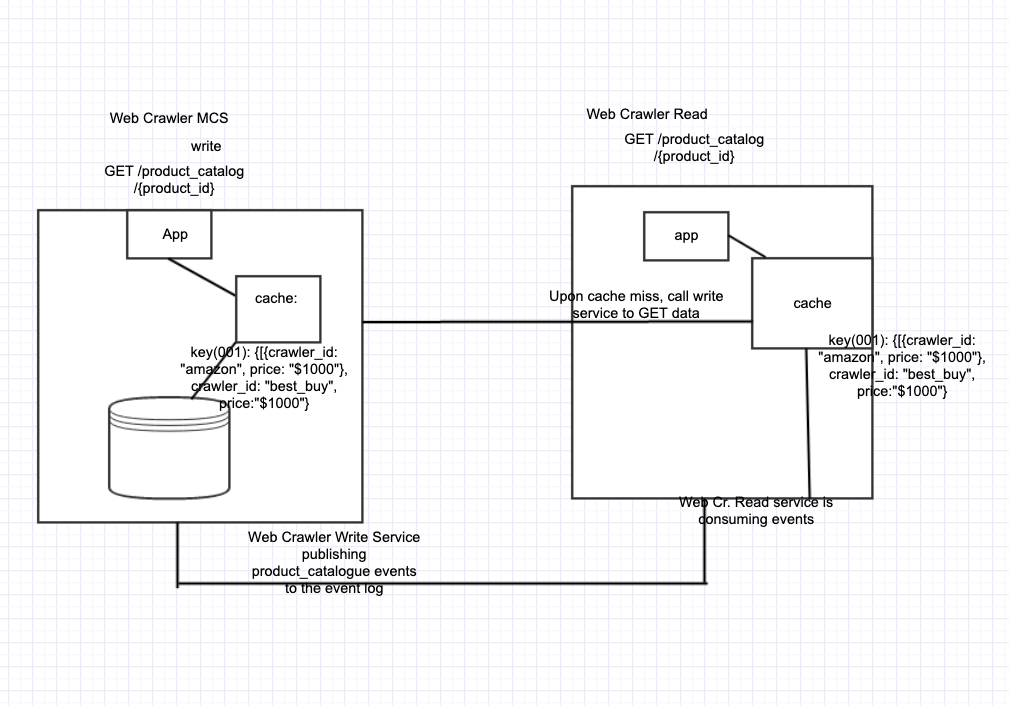 Web Crawler MCS
write
GET /product_catalog
/{product_id}
App
cache:
key(001): {[{crawler_id:
"amazon", price: "$1000"},
crawler_id: "best_buy",
price:"$1000"}
Web Crawler Write Service
publishing
product_catalogue events
to the event log
Upon cache miss, call write
service to GET data
Web Crawler Read
GET /product_catalog
/{product_id}
app
cache
key(001): {[{crawler_id:
"amazon", price: "$1000"},
crawler_id: "best_buy",
price:"$1000"}
Web Cr. Read service is
consuming events